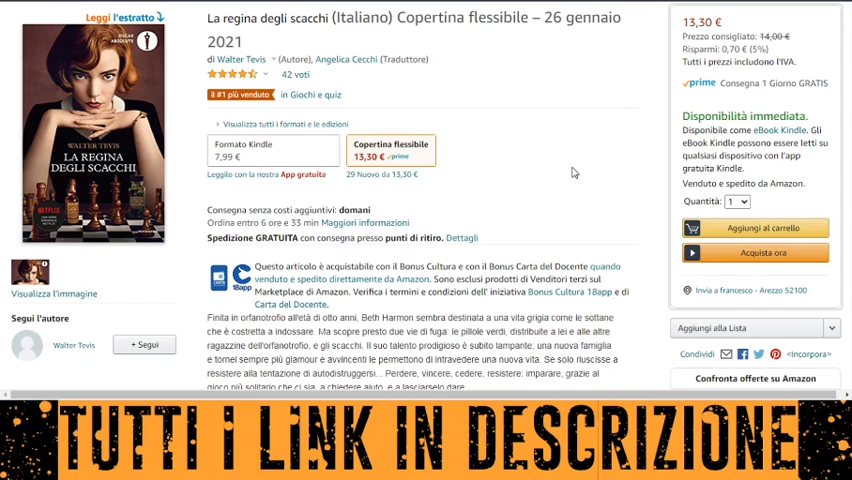 Leggi l'estratto
OSCAR
ABSOLUTE
WALTER TEVIS
LA REGINA
DEGLI SCACCHI
NETFLIX
Visualizza l'immagine
Segui l'autore
Walter Tevis
+ Segui
La regina degli scacchi (Italiano) Copertina flessibile – 26 gennaio
2021
di Walter Tevis (Autore), Angelica Cecchi (Traduttore)
42 voti
il #1 più venduto in Giochi e quiz
› Visualizza tutti i formati e le edizioni
Formato Kindle
7,99 €
Copertina flessibile
13,30 € prime
Leggilo con la nostra App gratuita
29 Nuovo da 13,30 €
Consegna senza costi aggiuntivi: domani
Ordina entro 6 ore e 33 min Maggiori informazioni
Spedizione GRATUITA con consegna presso punti di ritiro. Dettagli
CARTA
18app
Questo articolo è acquistabile con il Bonus Cultura e con il Bonus Carta del Docente quando
venduto e spedito direttamente da Amazon. Sono esclusi prodotti di Venditori terzi sul
Marketplace di Amazon. Verifica i termini e condizioni dell' iniziativa Bonus Cultura 18app e di
Carta del Docente.
Finita in orfanotrofio all'età di otto anni, Beth Harmon sembra destinata a una vita grigia come le sottane
che è costretta a indossare. Ma scopre presto due vie di fuga: le pillole verdi, distribuite a lei e alle altre
ragazzine dell'orfanotrofio, e gli scacchi. Il suo talento prodigioso è subito lampante; una nuova famiglia
e tornei sempre più glamour e avvincenti le permettono di intravedere una nuova vita. Se solo riuscisse a
resistere alla tentazione di autodistruggersi... Perdere, vincere, cedere, resistere: imparare, grazie al
gioco più solitario che ci sia, a chiedere aiuto, e a lasciarselo dare.
13,30 €
Prezzo consigliato: 14,00 €
Risparmi: 0,70 € (5%)
Tutti i prezzi includono l'IVA.
prime Consegna 1 Giorno GRATIS
Disponibilità immediata.
Disponibile come eBook Kindle. Gli
eBook Kindle possono essere letti su
qualsiasi dispositivo con l'app
gratuita Kindle.
Venduto e spedito da Amazon.
Quantità: 1
Aggiungi al carrello
Acquista ora
Invia a francesco - Arezzo 52100
Aggiungi alla Lista
Condividi <Incorpora>
Confronta offerte su Amazon
TUTTI I LINK IN DESCRIZIONE